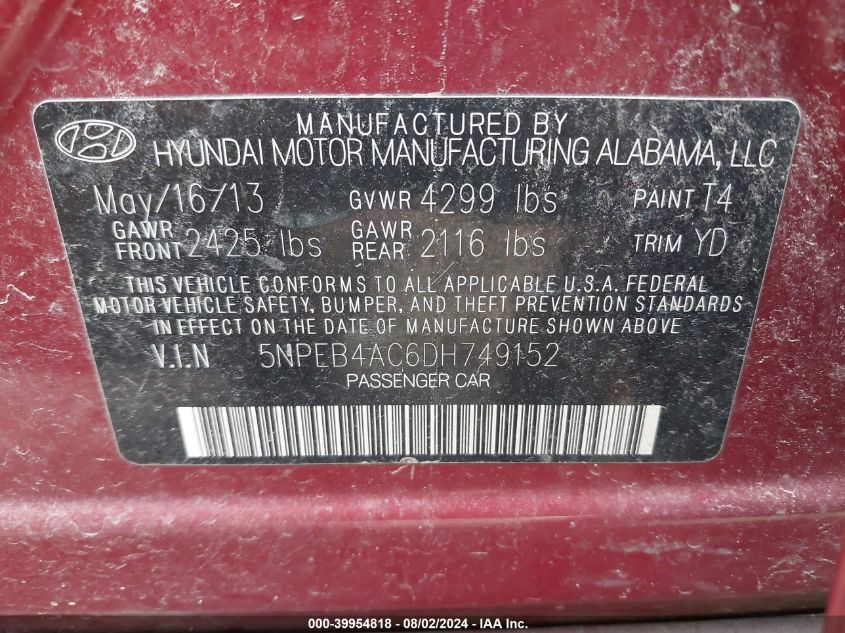 MANUFACTURED BY
HYUNDAI MOTOR MANUFACTURING ALABAMA, LLC
May/16/13 GVWR 4299 lbs PAINT T4
GAWR FRONT 2425 lbs GAWR REAR 2116 lbs TRIM YD
THIS VEHICLE CONFORMS TO ALL APPLICABLE U.S.A. FEDERAL
MOTOR VEHICLE SAFETY, BUMPER, AND THEFT PREVENTION STANDARDS
IN EFFECT ON THE DATE OF MANUFACTURE SHOWN ABOVE.
V.I.N 5NPEB4AC6DH749152
PASSENGER CAR
000-39954818 - 08/02/2024 - IAA Inc.